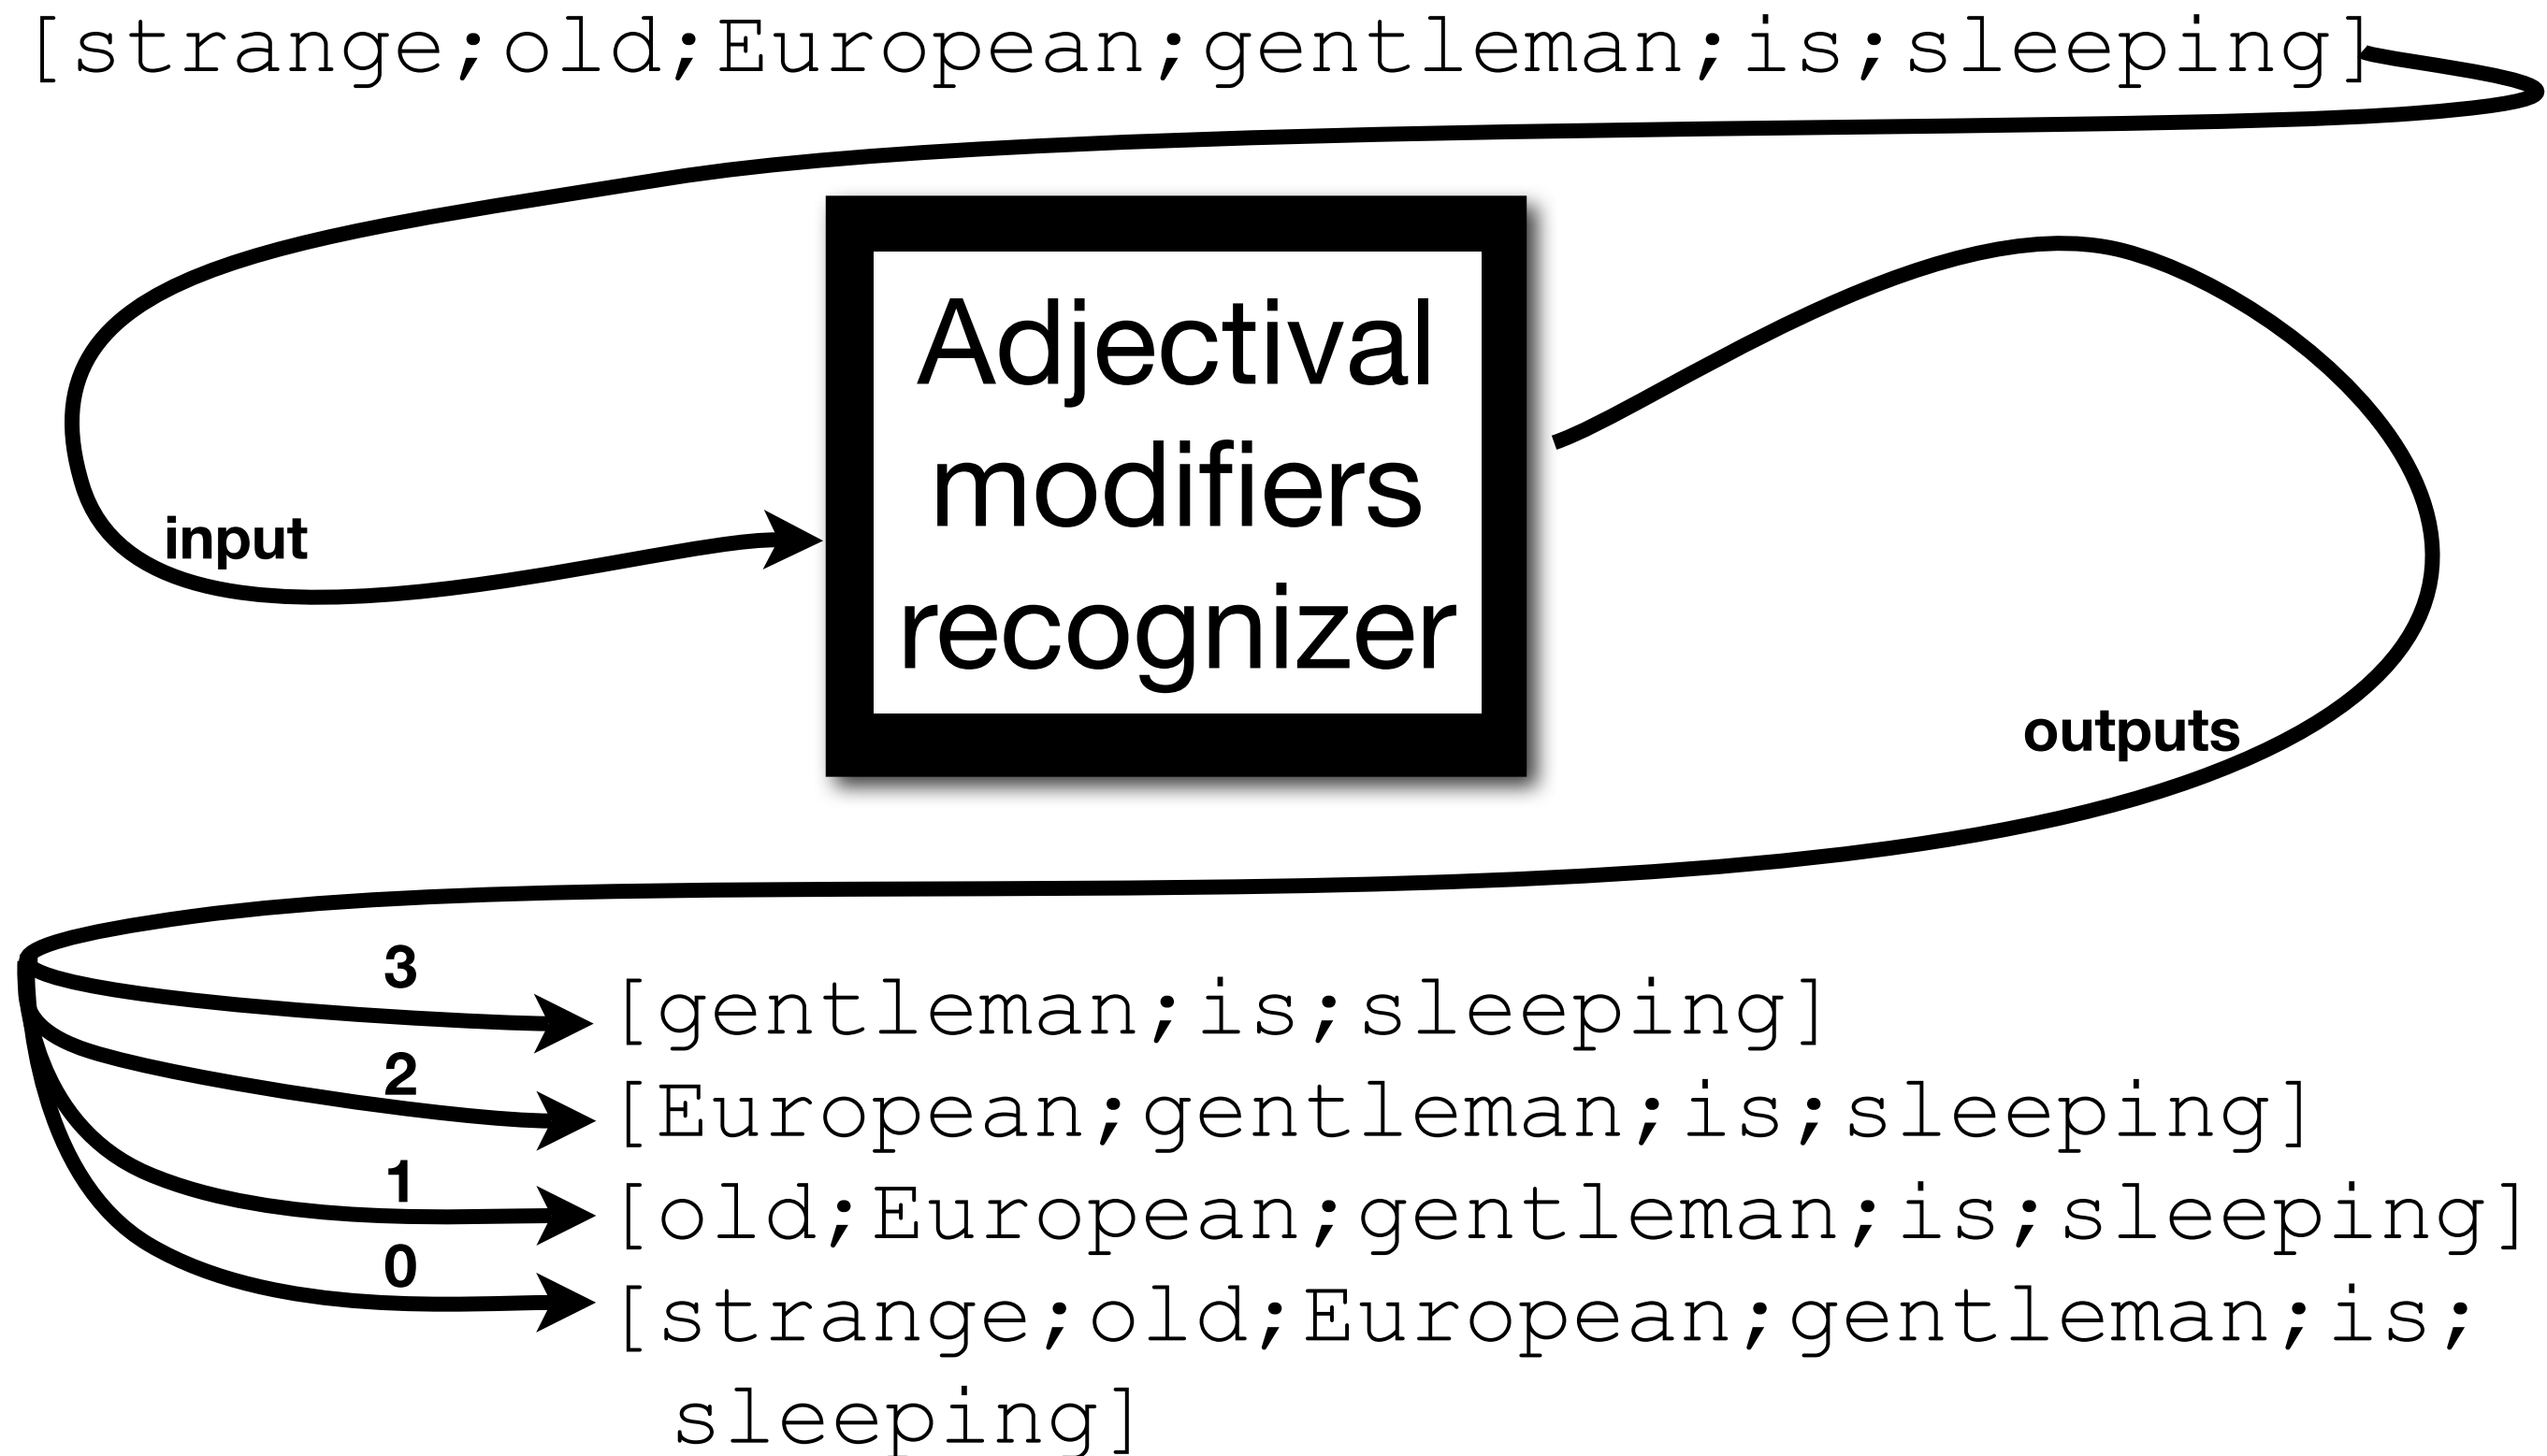 [strange;old;European;gentleman;is;sleeping]
Adjectival
modifiers
recognizer
input
outputs
3
[gentleman;is;sleeping]
2
[European;gentleman;is;sleeping]
1
[old;European;gentleman;is;sleeping]
0
[strange;old;European;gentleman;is;
sleeping]